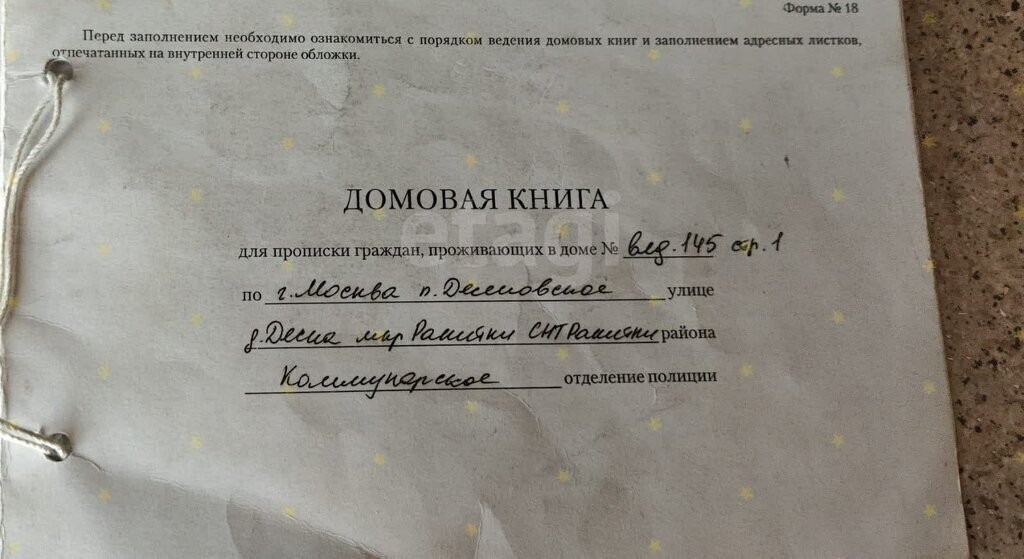 Форма № 18
Перед заполнением необходимо ознакомиться с порядком ведения домовых книг и заполнением адресных листков,
отпечатанных на внутренней стороне обложки.
ДОМОВАЯ КНИГА
etagi
для прописки граждан, проживающих в доме № влд. 145 стр. 1
по г. Москва п. Десеновское улице
д. Десна мкр Ракитки СНТ Ракитки района
Коммунарское отделение полиции